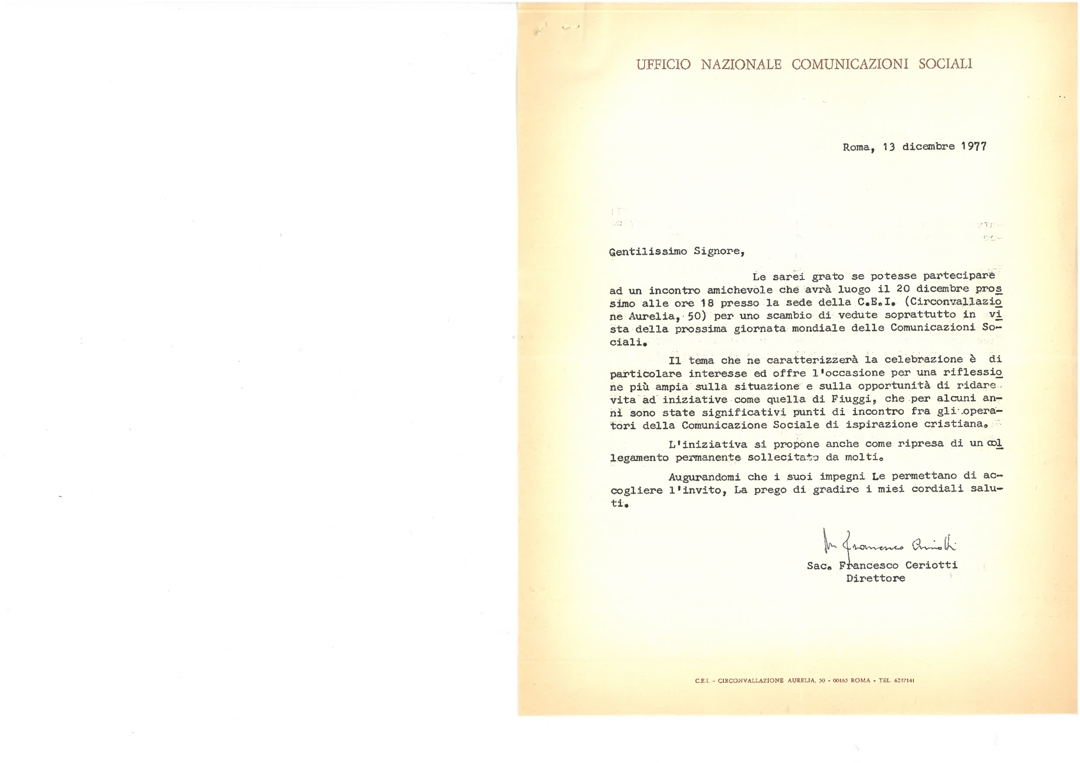 UFFICIO NAZIONALE COMUNICAZIONI SOCIALI
Roma, 13 dicembre 1977
Gentilissimo Signore,
Le sarei grato se potesse partecipare
ad un incontro amichevole che avrà luogo il 20 dicembre pros
simo alle ore 18 presso la sede della C.E.I. (Circonvallazio
ne Aurelia, 50) per uno scambio di vedute soprattutto in vi
sta della prossima giornata mondiale delle Comunicazioni So-
ciali.
Il tema che ne caratterizzerà la celebrazione è di
particolare interesse ed offre l'occasione per una riflessio
ne più ampia sulla situazione e sulla opportunità di ridare
vita ad iniziative come quella di Fiuggi, che per alcuni an-
ni sono state significativi punti di incontro fra gli opera-
tori della Comunicazione Sociale di ispirazione cristiana.
L'iniziativa si propone anche come ripresa di un col
legamento permanente sollecitato da molti.
Augurandomi che i suoi impegni Le permettano di ac-
cogliere l'invito, La prego di gradire i miei cordiali salu-
ti.
Sac. Francesco Ceriotti
Direttore
C.E.I. - CIRCONVALLAZIONE AURELIA, 50 - 00165 ROMA - TEL. 6237141